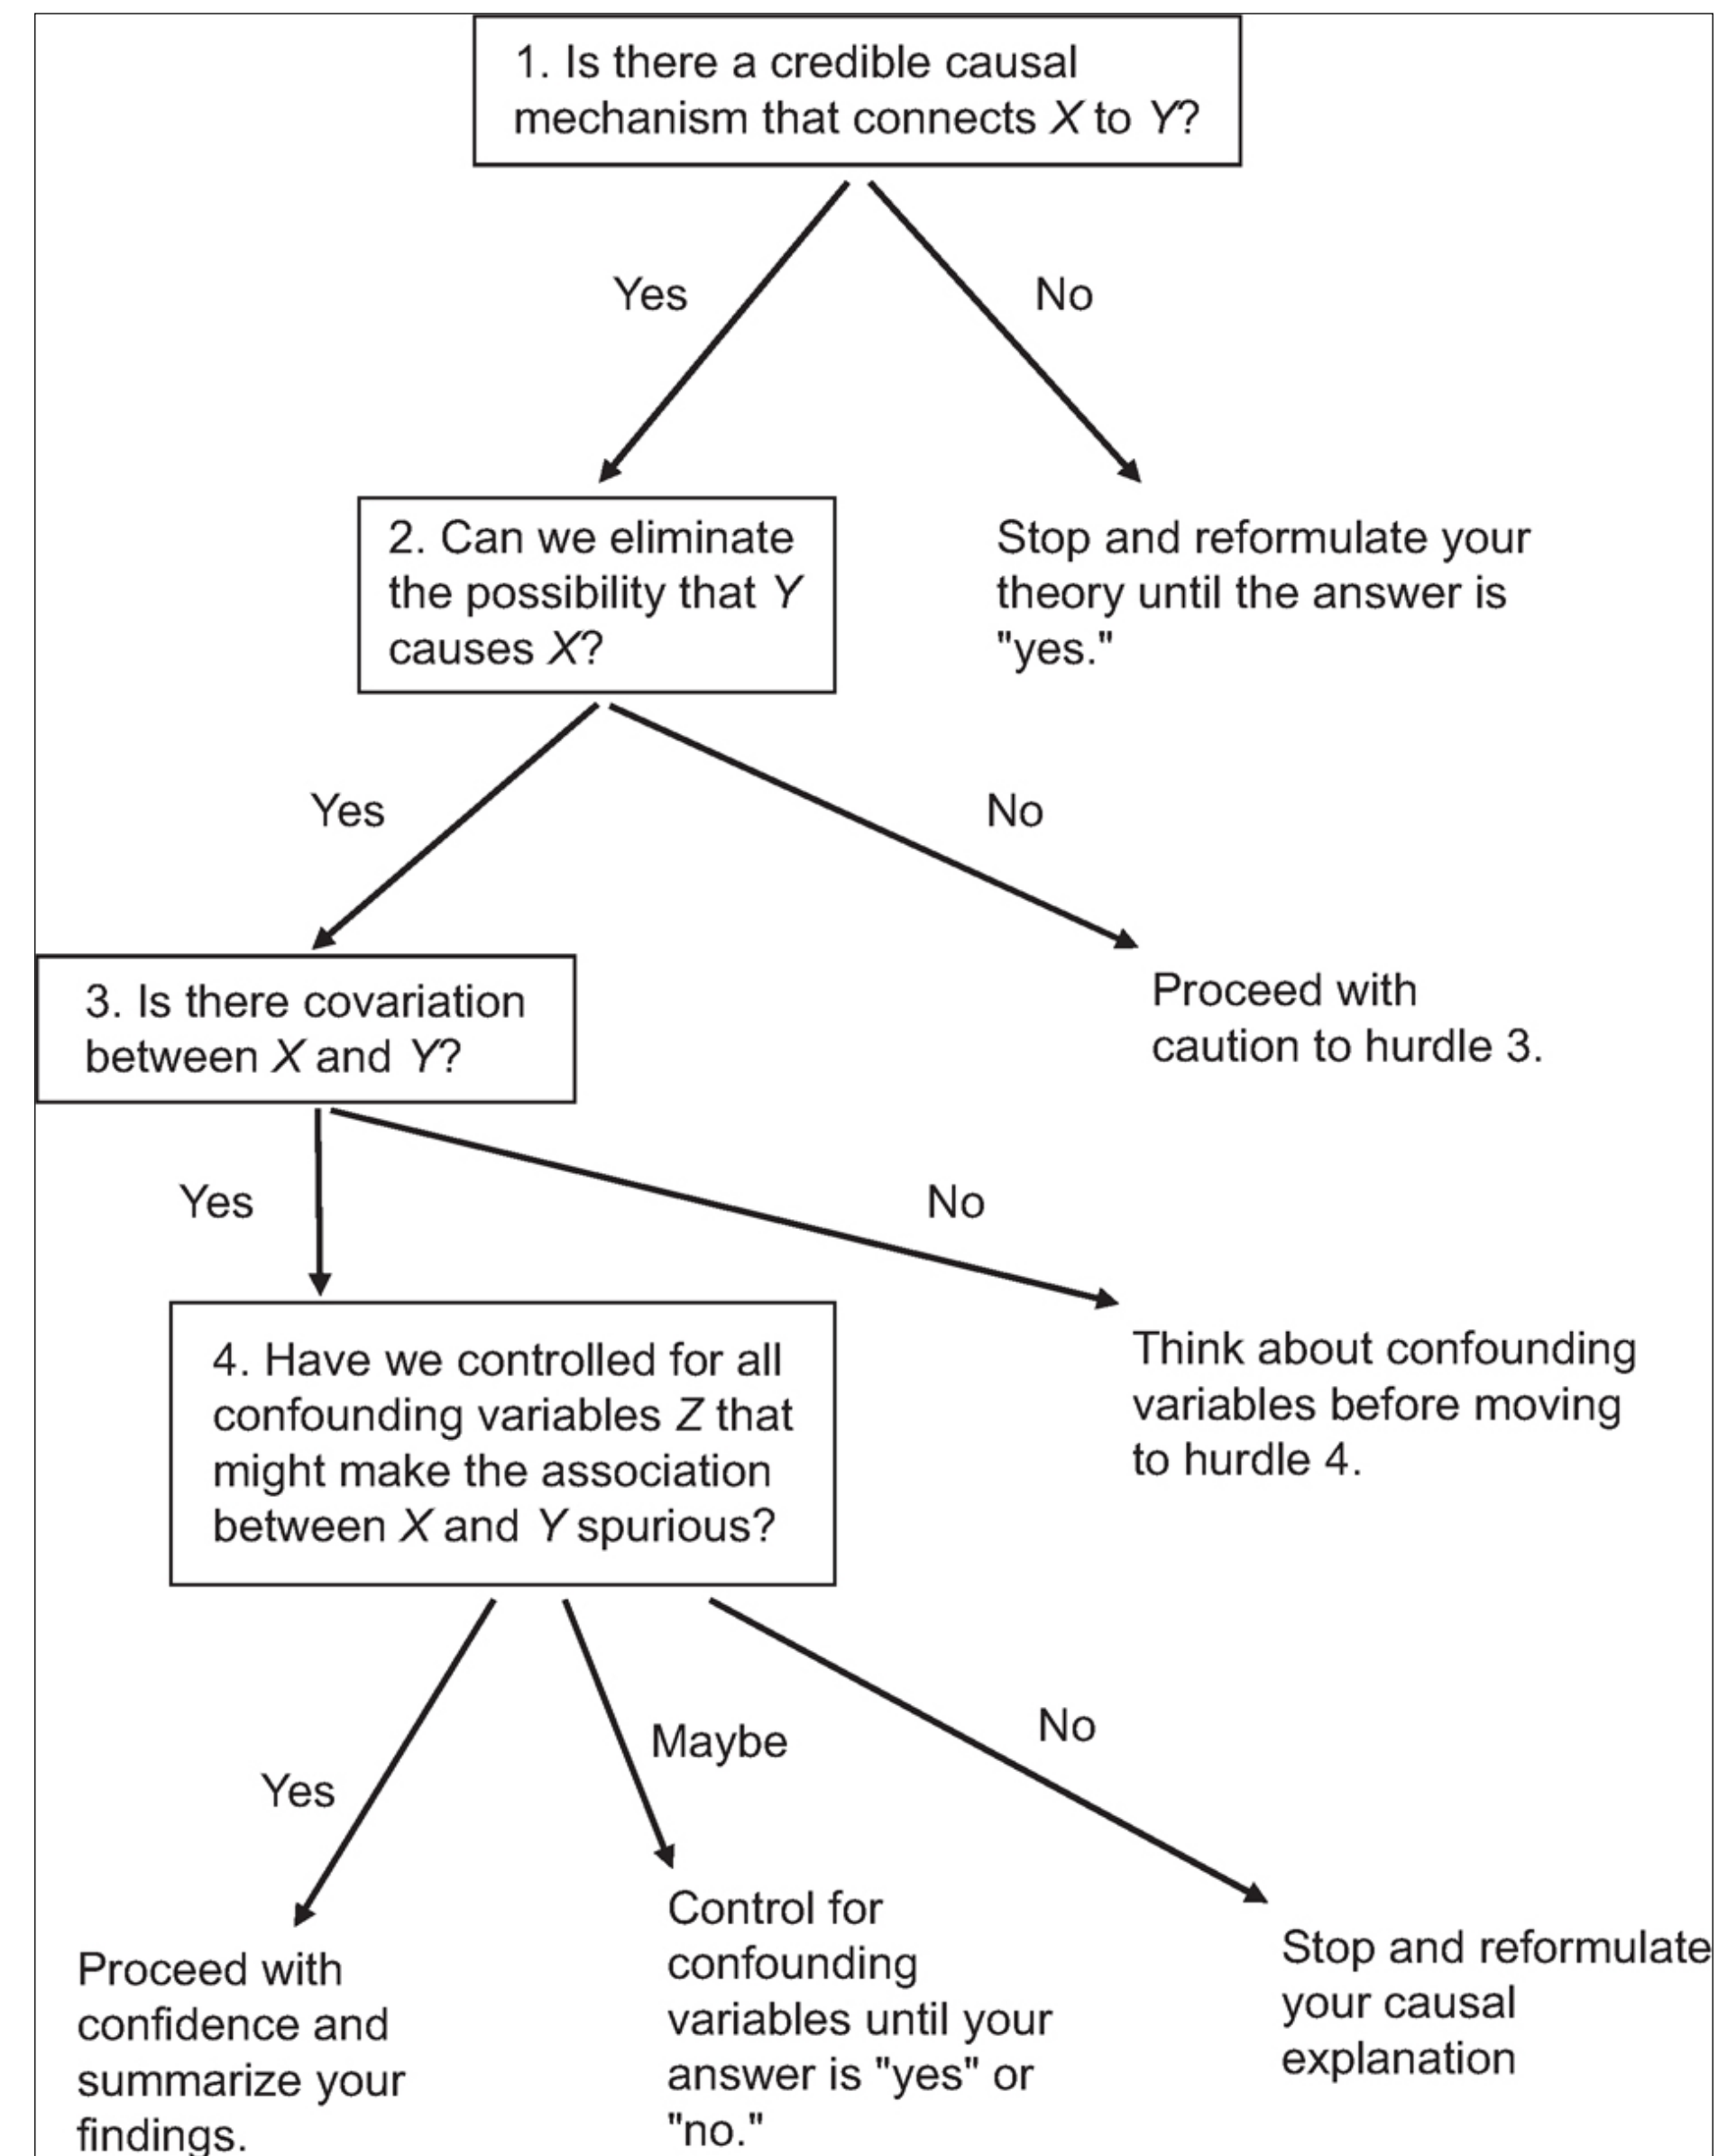 1. Is there a credible causal
mechanism that connects X to Y?
Yes
No
2. Can we eliminate
the possibility that Y
causes X?
Stop and reformulate your
theory until the answer is
"yes."
Yes
No
3. Is there covariation
between X and Y?
Proceed with
caution to hurdle 3.
Yes
No
4. Have we controlled for all
confounding variables Z that
might make the association
between X and Y spurious?
Think about confounding
variables before moving
to hurdle 4.
Yes
Maybe
No
Proceed with
confidence and
summarize your
findings.
Control for
confounding
variables until your
answer is "yes" or
"no."
Stop and reformulate
your causal
explanation